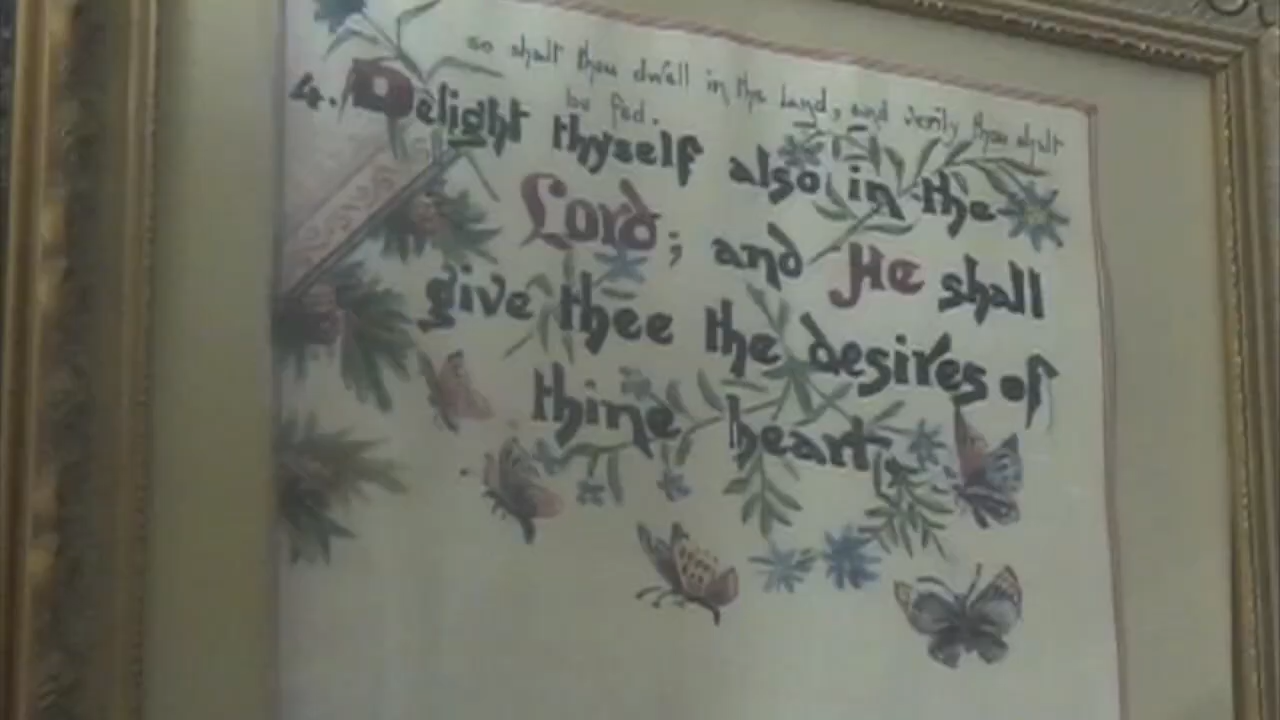 so shalt thou dwell in the land, and verily thou shalt
be fed.
4. Delight thyself also in the
Lord; and He shall
give thee the desires of
thine heart.